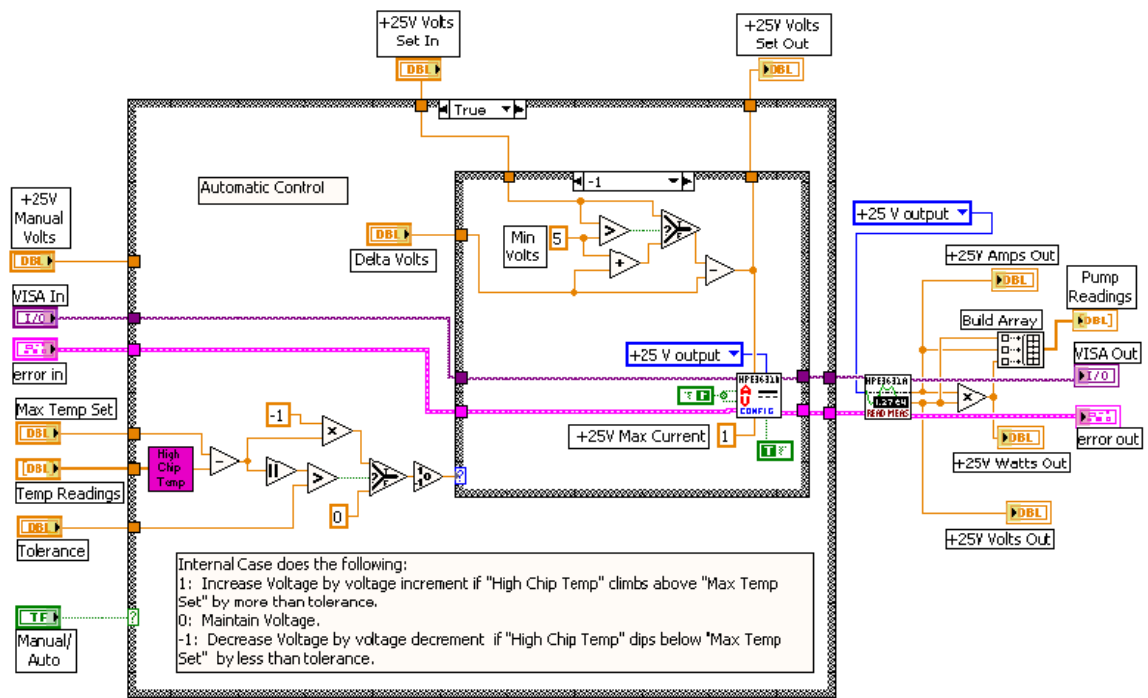 +25V Volts
Set In
+25V Volts
Set Out
DBL
DBL
True
-1
Automatic Control
+25V
Manual
Volts
DBL
DBL
Delta Volts
Min
Volts
5
>
+
-
? T F
+25 V output
+25V Amps Out
DBL
Pump
Readings
DBL]
Build Array
VISA In
I/O
error in
+25 V output
HPE3631A
A
V
CONFIG
HPE3631A
1.2764
READ MEAS
×
VISA Out
I/O
error out
F
T
+25V Max Current
1
DBL
+25V Watts Out
DBL
+25V Volts Out
Max Temp Set
DBL
[DBL
Temp Readings
High
Chip
Temp
-1
×
-
||
>
? T F
0
?
DBL
Tolerance
TF
?
Manual/
Auto
Internal Case does the following:
1: Increase Voltage by voltage increment if "High Chip Temp" climbs above "Max Temp
Set" by more than tolerance.
0: Maintain Voltage.
-1: Decrease Voltage by voltage decrement if "High Chip Temp" dips below "Max Temp
Set" by less than tolerance.